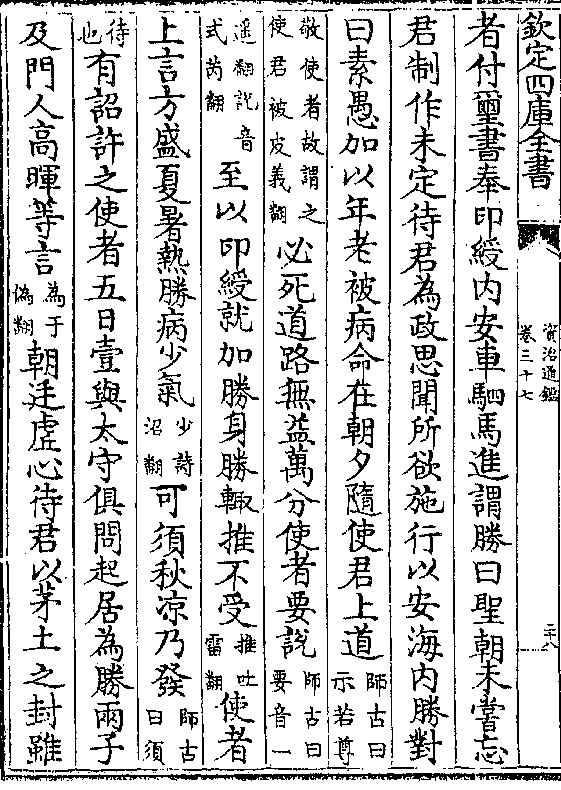 欽定四庫全書
資治通鑑
卷三十七
二十八
者付璽書奉印綬內安車駟馬進謂勝曰聖朝未嘗忘
君制作未定待君為政思聞所欲施行以安海內勝對
曰素愚加以年老被病命在朝夕隨使君上道師古曰示若尊
敬使者故謂之使君被皮義翻必死道路無益萬分使者要說師古曰要音一
遥翻說音式芮翻至以印綬就加勝身勝輒推不受推吐雷翻使者
上言方盛夏暑熱勝病少氣少詩沼翻可須秋凉乃發師古曰須
待也有詔許之使者五日壹與太守俱問起居為勝兩子
及門人高暉等言為于偽翻朝廷虛心待君以茅土之封雖